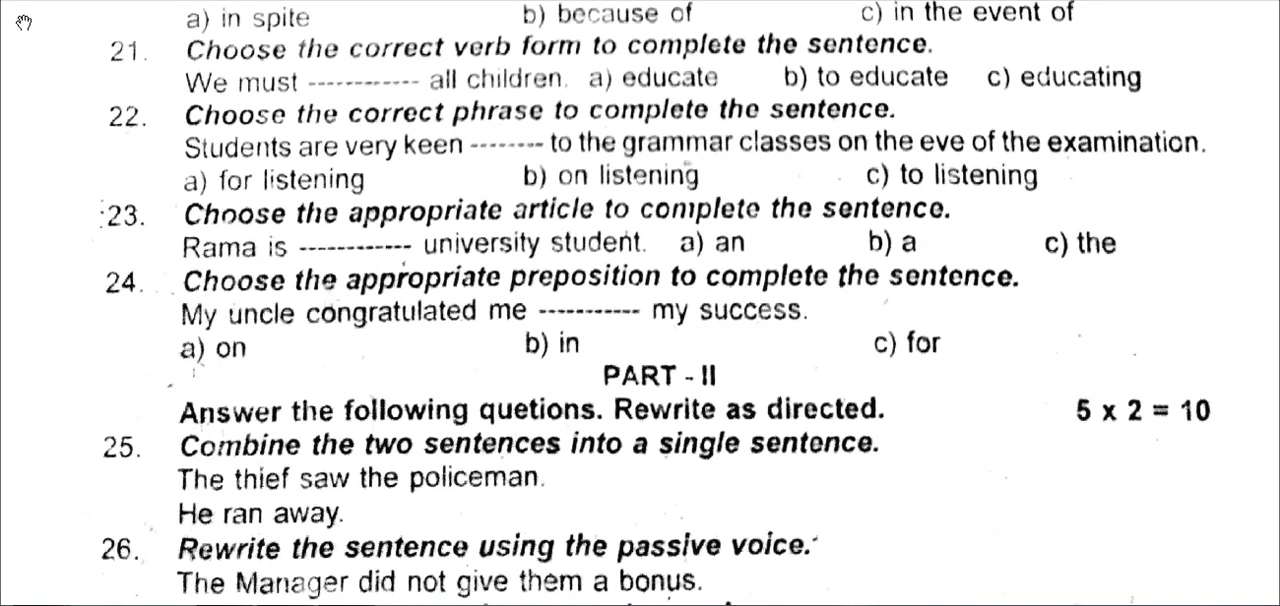 a) in spite b) because of c) in the event of
21. Choose the correct verb form to complete the sentence.
We must ------------ all children. a) educate b) to educate c) educating
22. Choose the correct phrase to complete the sentence.
Students are very keen -------- to the grammar classes on the eve of the examination.
a) for listening b) on listening c) to listening
23. Choose the appropriate article to complete the sentence.
Rama is ------------ university student. a) an b) a c) the
24. Choose the appropriate preposition to complete the sentence.
My uncle congratulated me ----------- my success.
a) on b) in c) for
PART - II
Answer the following quetions. Rewrite as directed. 5 x 2 = 10
25. Combine the two sentences into a single sentence.
The thief saw the policeman.
He ran away.
26. Rewrite the sentence using the passive voice.
The Manager did not give them a bonus.